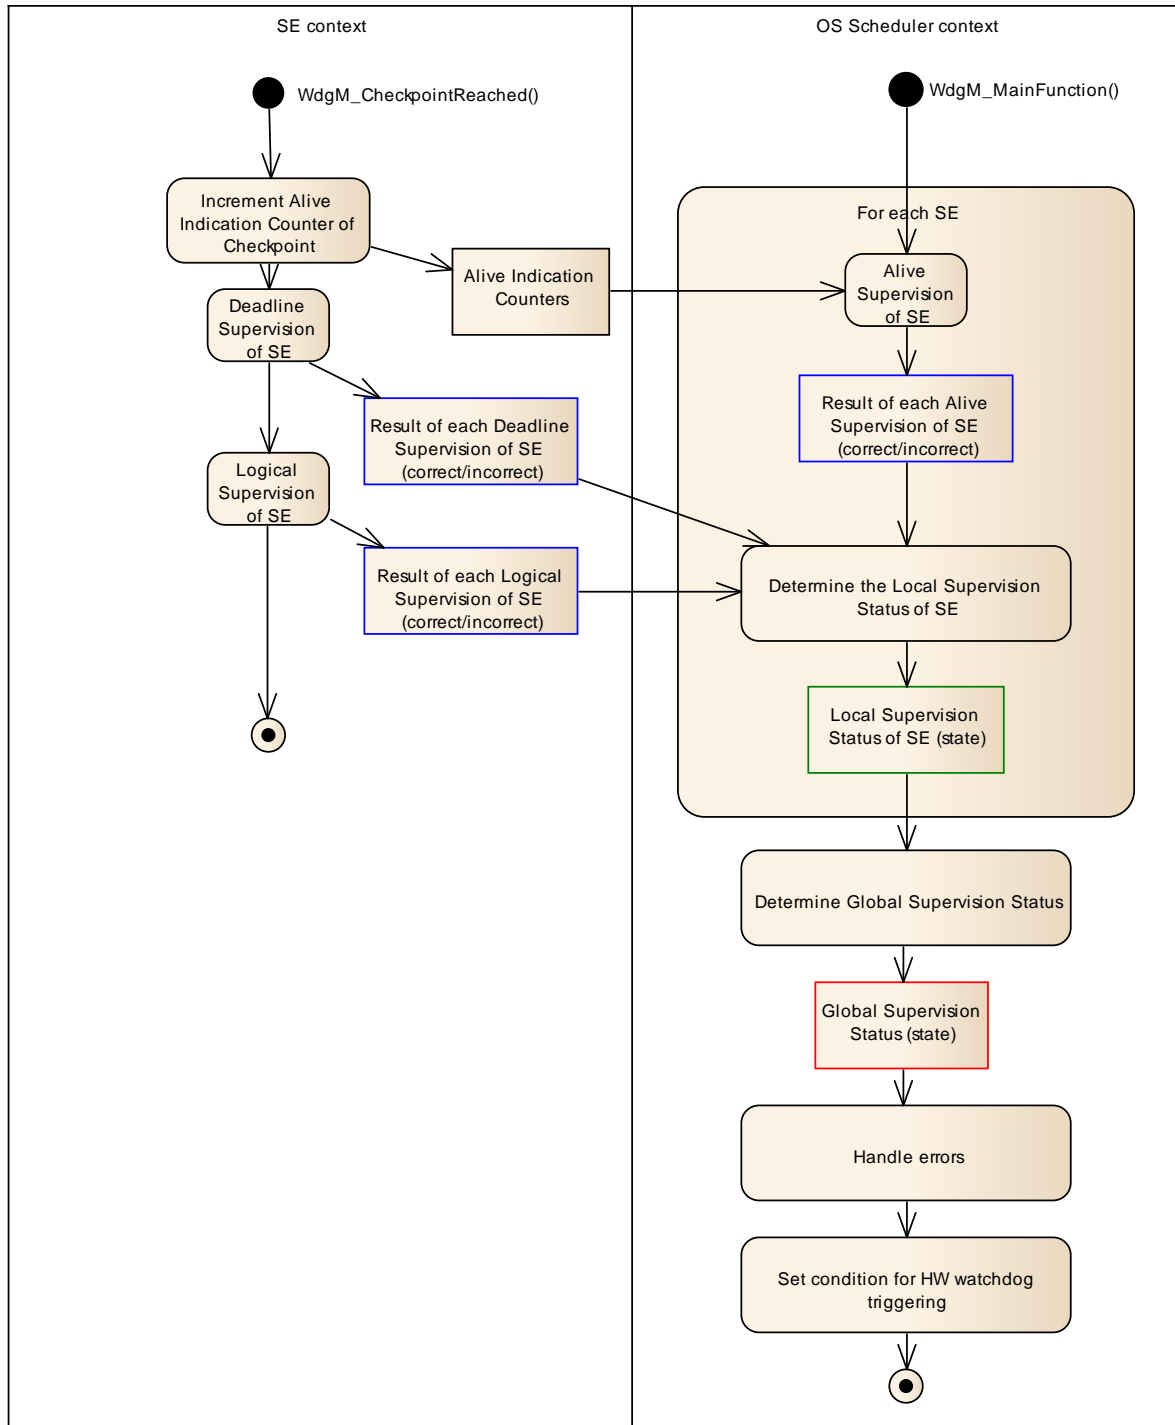 SE context
OS Scheduler context
WdgM_CheckpointReached()
WdgM_MainFunction()
Increment Alive
Indication Counter of
Checkpoint
For each SE
Alive Indication
Counters
Alive
Supervision
of SE
Deadline
Supervision
of SE
Result of each Deadline
Supervision of SE
(correct/incorrect)
Result of each Alive
Supervision of SE
(correct/incorrect)
Logical
Supervision
of SE
Result of each Logical
Supervision of SE
(correct/incorrect)
Determine the Local Supervision
Status of SE
Local Supervision
Status of SE (state)
Determine Global Supervision Status
Global Supervision
Status (state)
Handle errors
Set condition for HW watchdog
triggering